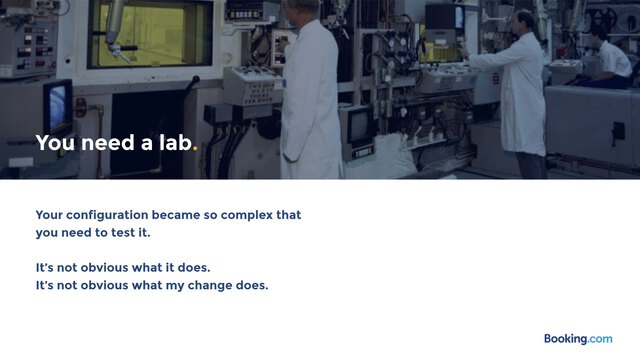 You need a lab.
Your configuration became so complex that
you need to test it.
It's not obvious what it does.
It's not obvious what my change does.
Booking.com